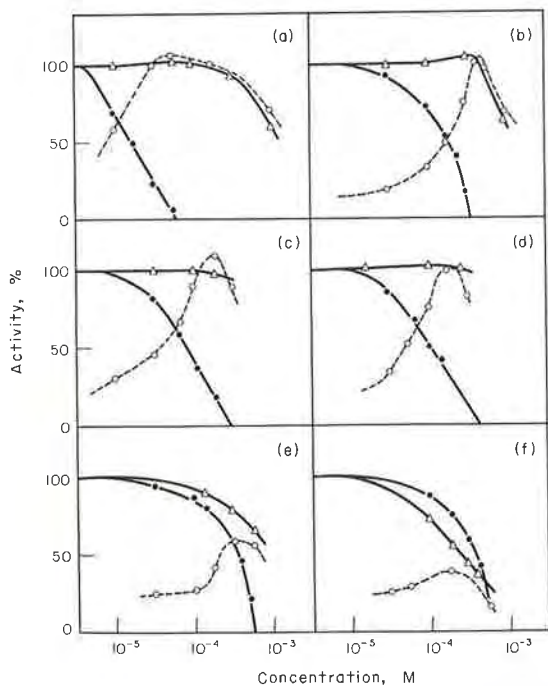 (a)
(b)
100
50
0
(c)
(d)
100
50
0
(e)
(f)
100
50
0
10⁻⁵
10⁻⁴
10⁻³
10⁻⁵
10⁻⁴
10⁻³
Activity, %
Concentration, M